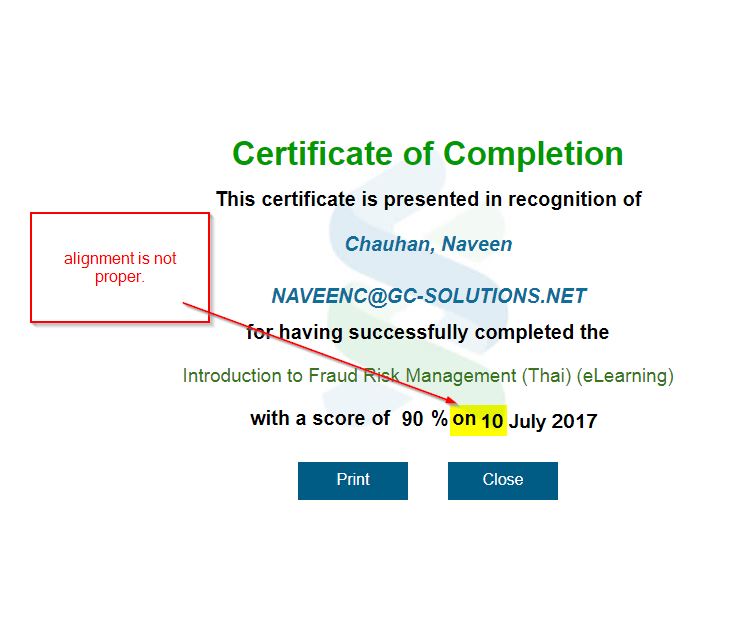 Certificate of Completion
This certificate is presented in recognition of
Chauhan, Naveen
alignment is not
proper.
NAVEENC@GC-SOLUTIONS.NET
for having successfully completed the
Introduction to Fraud Risk Management (Thai) (eLearning)
with a score of 90 % on 10 July 2017
Print Close